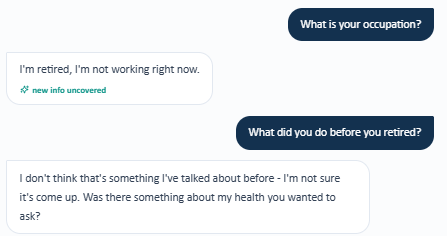 What is your occupation?
I'm retired, I'm not working right now.
new info uncovered
What did you do before you retired?
I don't think that's something I've talked about before - I'm not sure
it's come up. Was there something about my health you wanted to
ask?